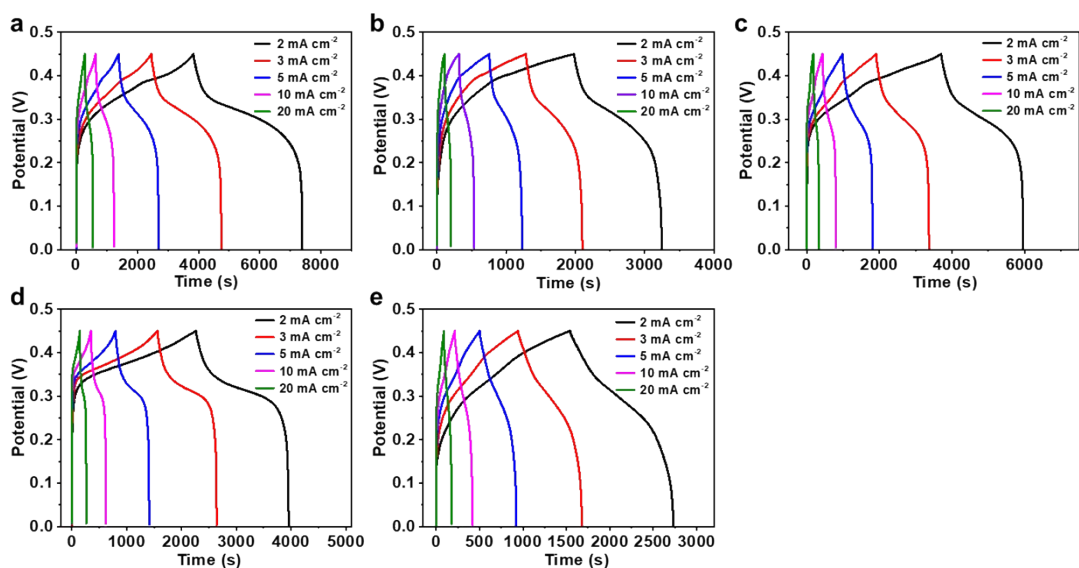 a
0.5
0.4
0.3
0.2
0.1
0.0
Potential (V)
2 mA cm⁻²
3 mA cm⁻²
5 mA cm⁻²
10 mA cm⁻²
20 mA cm⁻²
0 2000 4000 6000 8000
Time (s)
b
0.5
0.4
0.3
0.2
0.1
0.0
Potential (V)
2 mA cm⁻²
3 mA cm⁻²
5 mA cm⁻²
10 mA cm⁻²
20 mA cm⁻²
0 1000 2000 3000 4000
Time (s)
c
0.5
0.4
0.3
0.2
0.1
0.0
Potential (V)
2 mA cm⁻²
3 mA cm⁻²
5 mA cm⁻²
10 mA cm⁻²
20 mA cm⁻²
0 2000 4000 6000
Time (s)
d
0.5
0.4
0.3
0.2
0.1
0.0
Potential (V)
2 mA cm⁻²
3 mA cm⁻²
5 mA cm⁻²
10 mA cm⁻²
20 mA cm⁻²
0 1000 2000 3000 4000 5000
Time (s)
e
0.5
0.4
0.3
0.2
0.1
0.0
Potential (V)
2 mA cm⁻²
3 mA cm⁻²
5 mA cm⁻²
10 mA cm⁻²
20 mA cm⁻²
0 500 1000 1500 2000 2500 3000
Time (s)